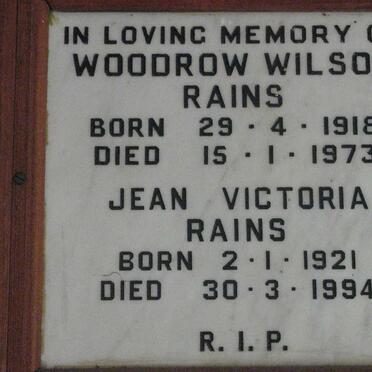 IN LOVING MEMORY
WOODROW WILSO
RAINS
BORN 29 · 4 · 1918
DIED 15 · 1 · 1973
JEAN VICTORIA
RAINS
BORN 2 · 1 · 1921
DIED 30 · 3 · 1994
R. I. P.